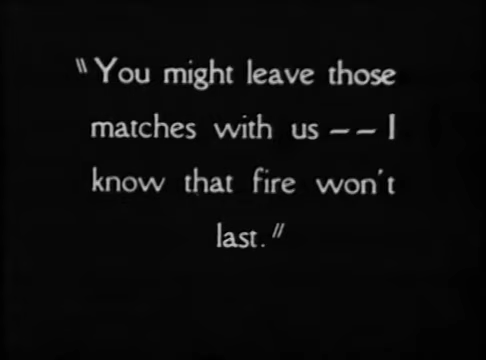 "You might leave those
matches with us -- I
know that fire won't
last."